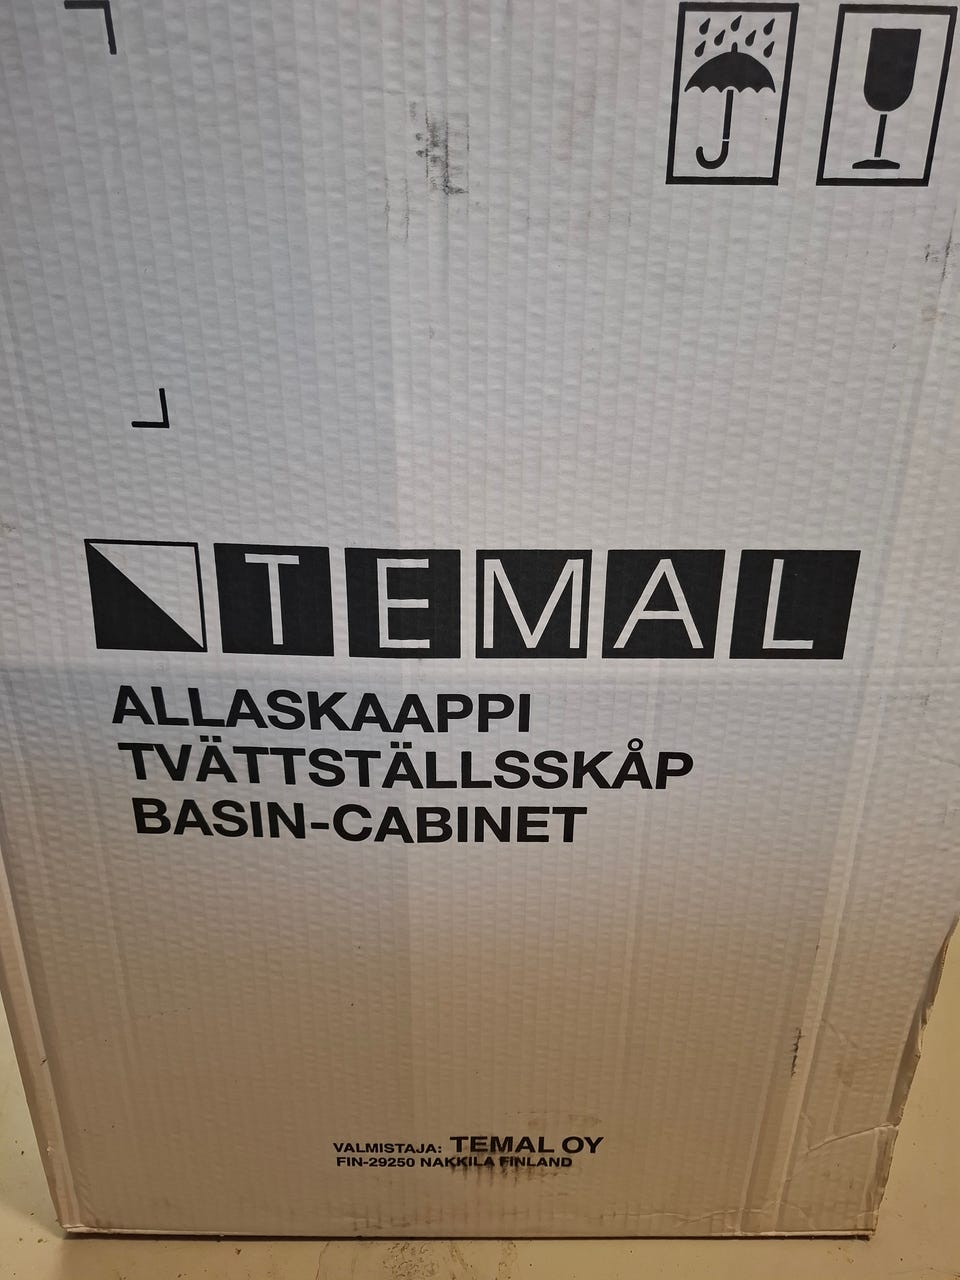 TEMAL
ALLASKAAPPI
TVÄTTSTÄLLSSKÅP
BASIN-CABINET
VALMISTAJA: TEMAL OY
FIN-29250 NAKKILA FINLAND